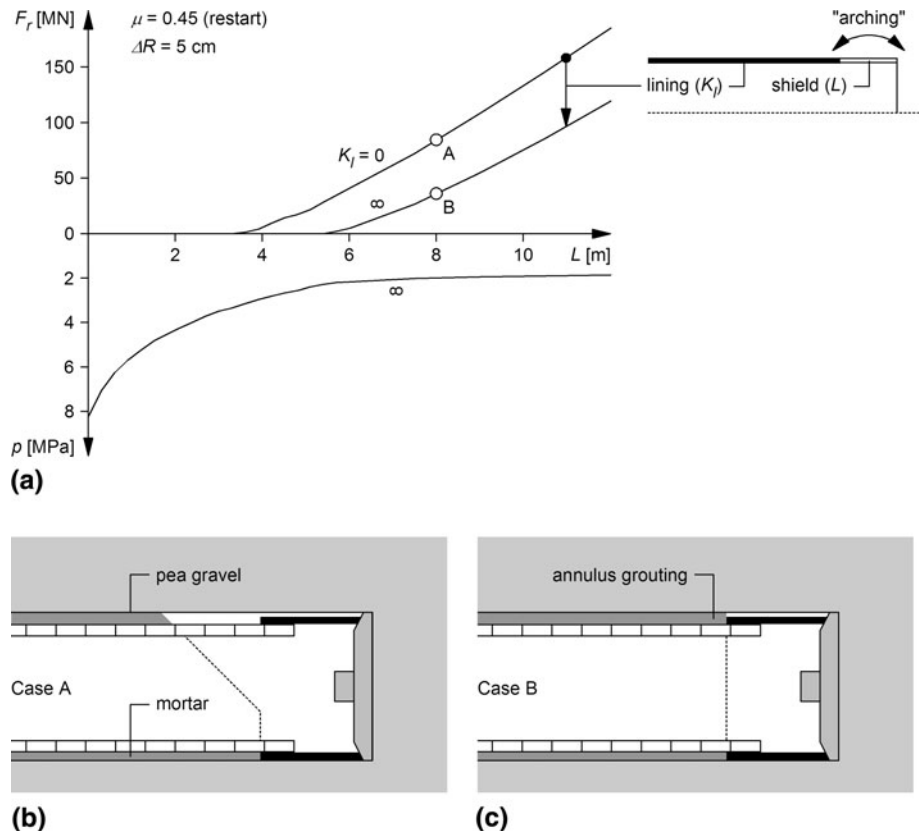 F_r [MN]
μ = 0.45 (restart)
ΔR = 5 cm
"arching"
150
100
50
0
lining (K_l)
shield (L)
K_l = 0
A
∞
B
2 4 6 8 10 L [m]
2
4
6
8
∞
p [MPa]
(a)
pea gravel
Case A
mortar
(b)
annulus grouting
Case B
(c)